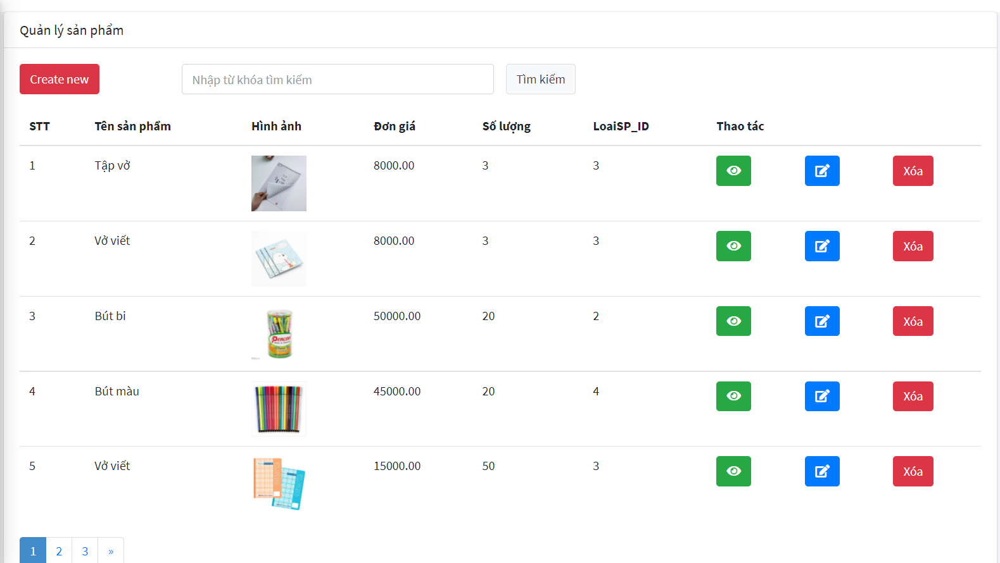 Quản lý sản phẩm
Create new Nhập từ khóa tìm kiếm Tìm kiếm
STT Tên sản phẩm Hình ảnh Đơn giá Số lượng LoaiSP_ID Thao tác
1 Tập vở 8000.00 3 3 Xóa
2 Vở viết 8000.00 3 3 Xóa
3 Bút bi 50000.00 20 2 Xóa
Pencom
4 Bút màu 45000.00 20 4 Xóa
5 Vở viết 15000.00 50 3 Xóa
1 2 3 »